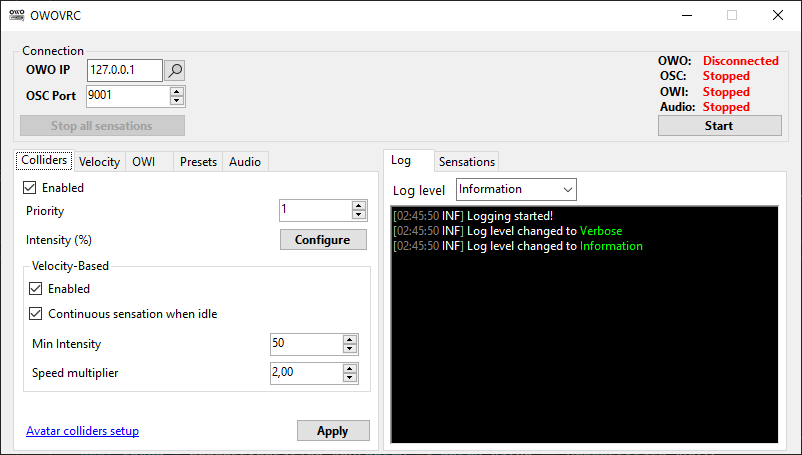 OWOVRC
Connection
OWO IP 127.0.0.1
OSC Port 9001
Stop all sensations
OWO: Disconnected
OSC: Stopped
OWI: Stopped
Audio: Stopped
Start
Colliders Velocity OWI Presets Audio
Enabled
Priority 1
Intensity (%) Configure
Velocity-Based
Enabled
Continuous sensation when idle
Min Intensity 50
Speed multiplier 2,00
Avatar colliders setup Apply
Log Sensations
Log level Information
[02:45:50 INF] Logging started!
[02:45:50 INF] Log level changed to Verbose
[02:45:50 INF] Log level changed to Information